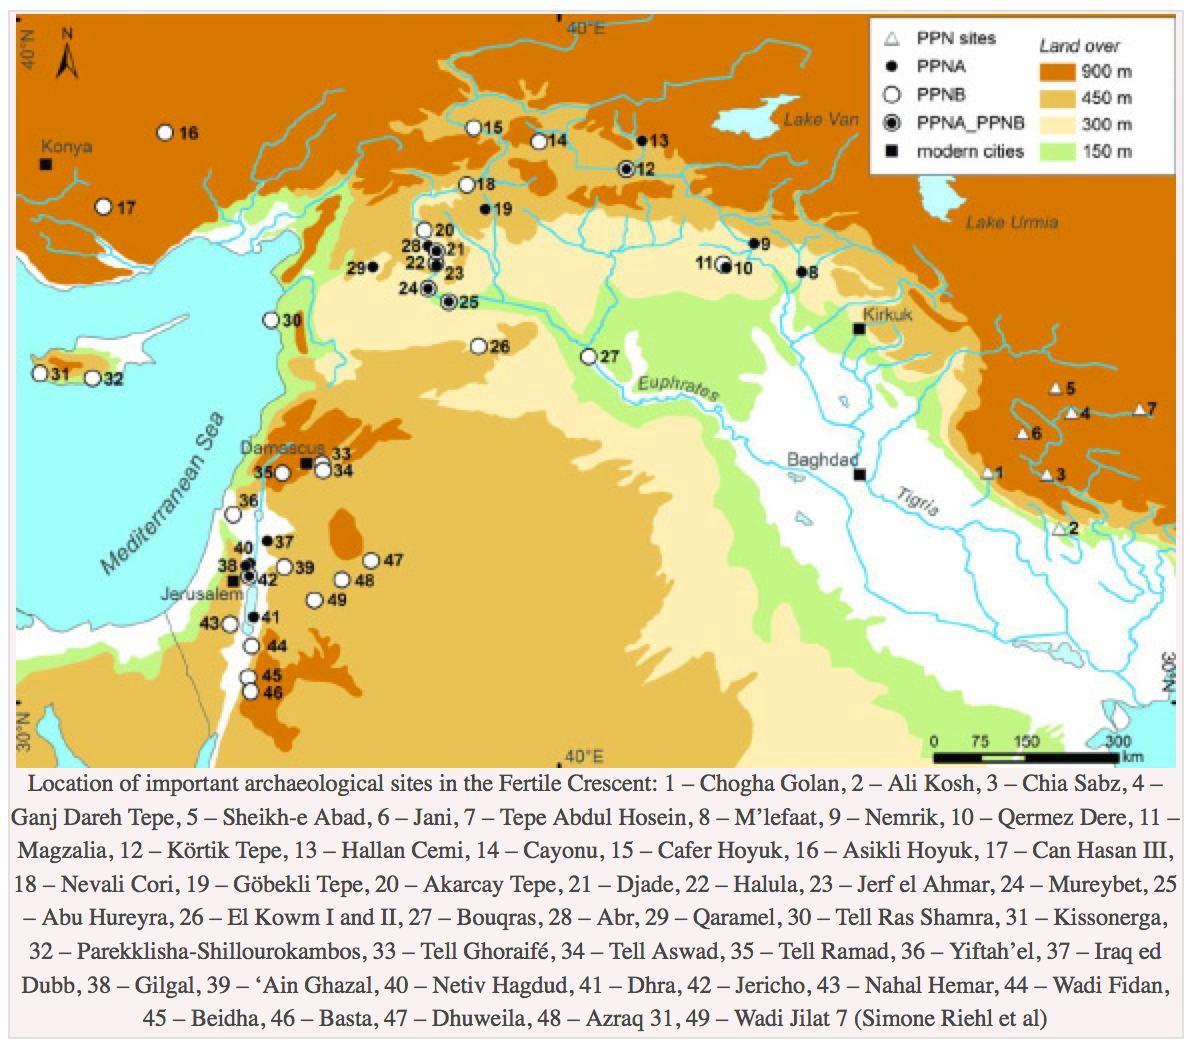 40°N
N
40°E
PPN sites
PPNA
PPNB
PPNA_PPNB
modern cities
Land over
900 m
450 m
300 m
150 m
Lake Van
Lake Urmia
Konya
16
17
15
14
13
12
18
19
20
28
21
22
23
29
24
25
9
11
10
8
Kirkuk
30
31
32
26
27
Euphrates
5
4
7
6
1
3
2
Mediterranean Sea
Damascus
33
34
35
Baghdad
Tigris
36
37
40
38
39
42
47
48
49
Jerusalem
41
43
44
45
46
30°N
30°N
40°E
0 75 150 300
km
Location of important archaeological sites in the Fertile Crescent: 1 – Chogha Golan, 2 – Ali Kosh, 3 – Chia Sabz, 4 –
Ganj Dareh Tepe, 5 – Sheikh-e Abad, 6 – Jani, 7 – Tepe Abdul Hosein, 8 – M’lefaat, 9 – Nemrik, 10 – Qermez Dere, 11 –
Magzalia, 12 – Körtik Tepe, 13 – Hallan Cemi, 14 – Cayonu, 15 – Cafer Hoyuk, 16 – Asikli Hoyuk, 17 – Can Hasan III,
18 – Nevali Cori, 19 – Göbekli Tepe, 20 – Akarcay Tepe, 21 – Djade, 22 – Halula, 23 – Jerf el Ahmar, 24 – Mureybet, 25
– Abu Hureyra, 26 – El Kowm I and II, 27 – Bouqras, 28 – Abr, 29 – Qaramel, 30 – Tell Ras Shamra, 31 – Kissonerga,
32 – Parekklisha-Shillourokambos, 33 – Tell Ghoraifé, 34 – Tell Aswad, 35 – Tell Ramad, 36 – Yiftah’el, 37 – Iraq ed
Dubb, 38 – Gilgal, 39 – ‘Ain Ghazal, 40 – Netiv Hagdud, 41 – Dhra, 42 – Jericho, 43 – Nahal Hemar, 44 – Wadi Fidan,
45 – Beidha, 46 – Basta, 47 – Dhuweila, 48 – Azraq 31, 49 – Wadi Jilat 7 (Simone Riehl et al)